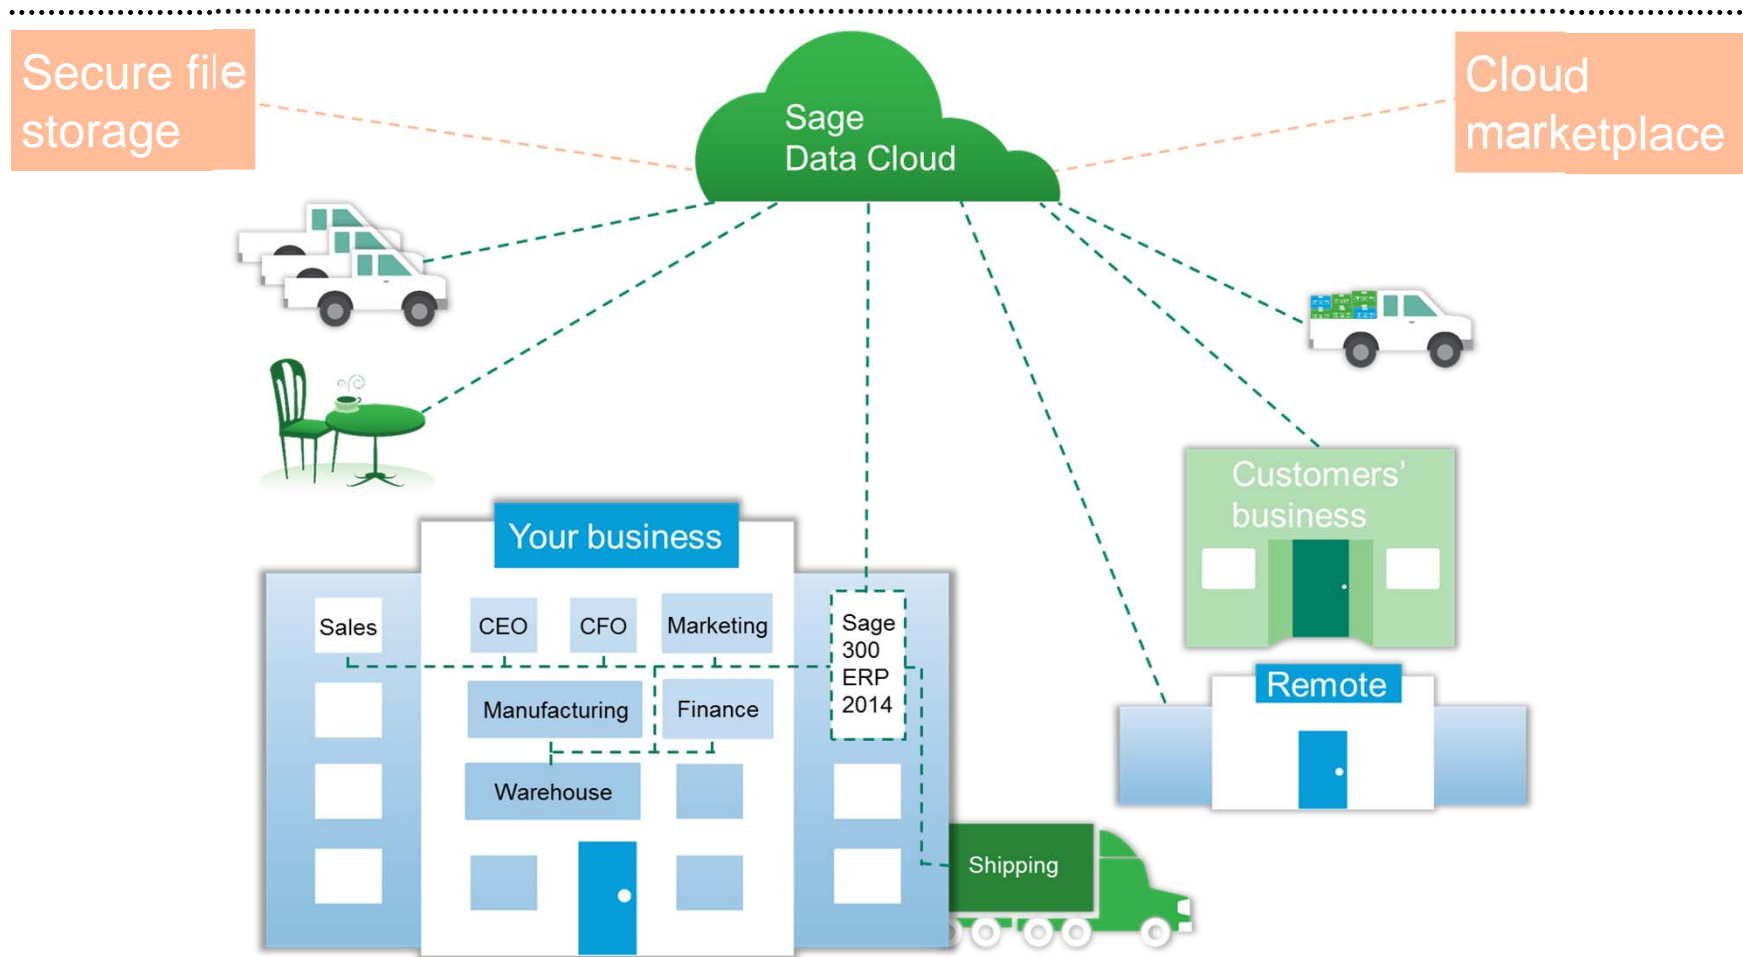 Secure file
storage
Sage
Data Cloud
Cloud
marketplace
Customers’
business
Your business
Sales
CEO
CFO
Marketing
Sage
300
ERP
2014
Manufacturing
Finance
Remote
Warehouse
Shipping